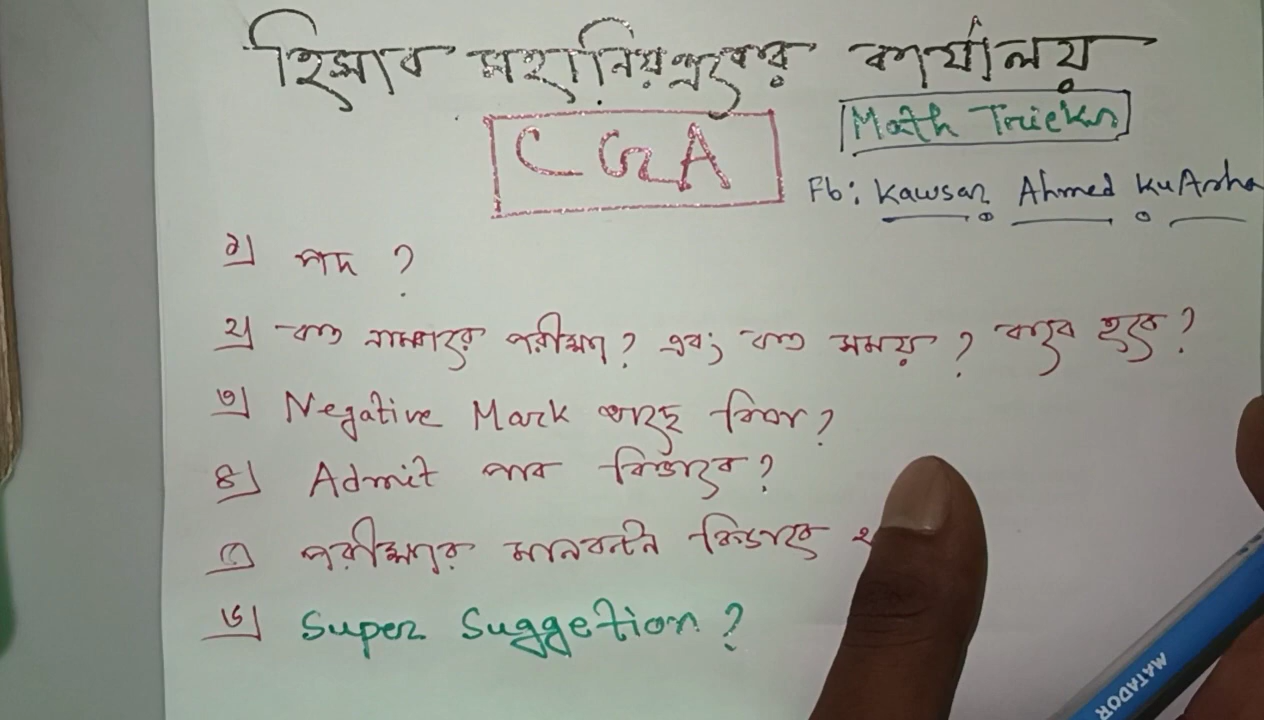 হিসাব মহানিয়ন্ত্রকের কার্যালয়
CGA
Math Tricks
Fb: Kawsar Ahmed KuAsha
১| পদ ?
২| কত নাম্বারের পরীক্ষা? এবং কত সময়? কবে হবে?
৩| Negative Mark আছে কিনা?
৪| Admit পাব কিভাবে?
৫| পরীক্ষার মানবন্টন কিভাবে
৬| Super Suggetion?
MATADOR